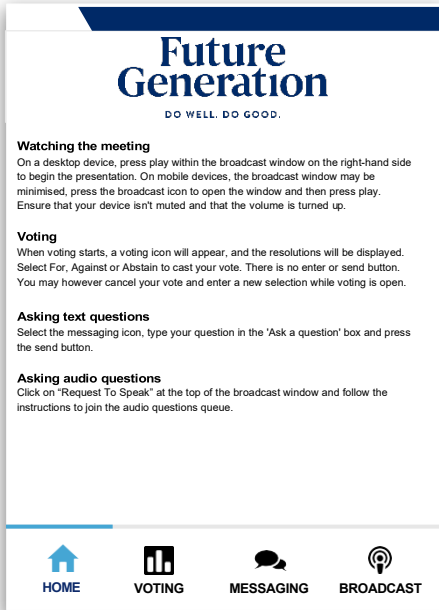 Future
Generation
DO WELL. DO GOOD.
Watching the meeting
On a desktop device, press play within the broadcast window on the right-hand side
to begin the presentation. On mobile devices, the broadcast window may be
minimised, press the broadcast icon to open the window and then press play.
Ensure that your device isn't muted and that the volume is turned up.
Voting
When voting starts, a voting icon will appear, and the resolutions will be displayed.
Select For, Against or Abstain to cast your vote. There is no enter or send button.
You may however cancel your vote and enter a new selection while voting is open.
Asking text questions
Select the messaging icon, type your question in the 'Ask a question' box and press
the send button.
Asking audio questions
Click on “Request To Speak” at the top of the broadcast window and follow the
instructions to join the audio questions queue.
HOME VOTING MESSAGING BROADCAST